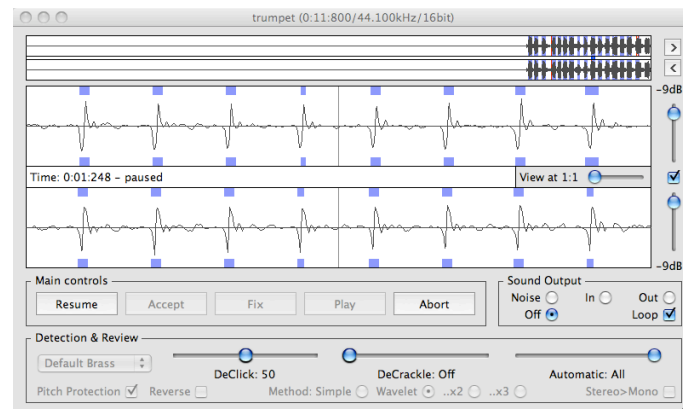 trumpet (0:11:800/44.100kHz/16bit)
>
<
-9dB
Time: 0:01:248 - paused View at 1:1
-9dB
Main controls Sound Output
Resume Accept Fix Play Abort Noise In Out
Off Loop
Detection & Review
Default Brass
DeClick: 50 DeCrackle: Off Automatic: All
Pitch Protection Reverse Method: Simple Wavelet ..x2 ..x3 Stereo>Mono